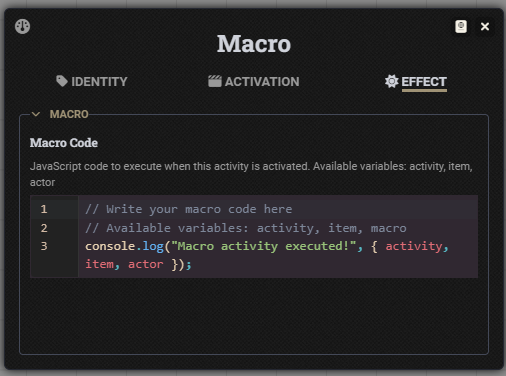 Macro
IDENTITY
ACTIVATION
EFFECT
MACRO
Macro Code
JavaScript code to execute when this activity is activated. Available variables: activity, item,
actor
1 // Write your macro code here
2 // Available variables: activity, item, macro
3 console.log("Macro activity executed!", { activity,
item, actor });